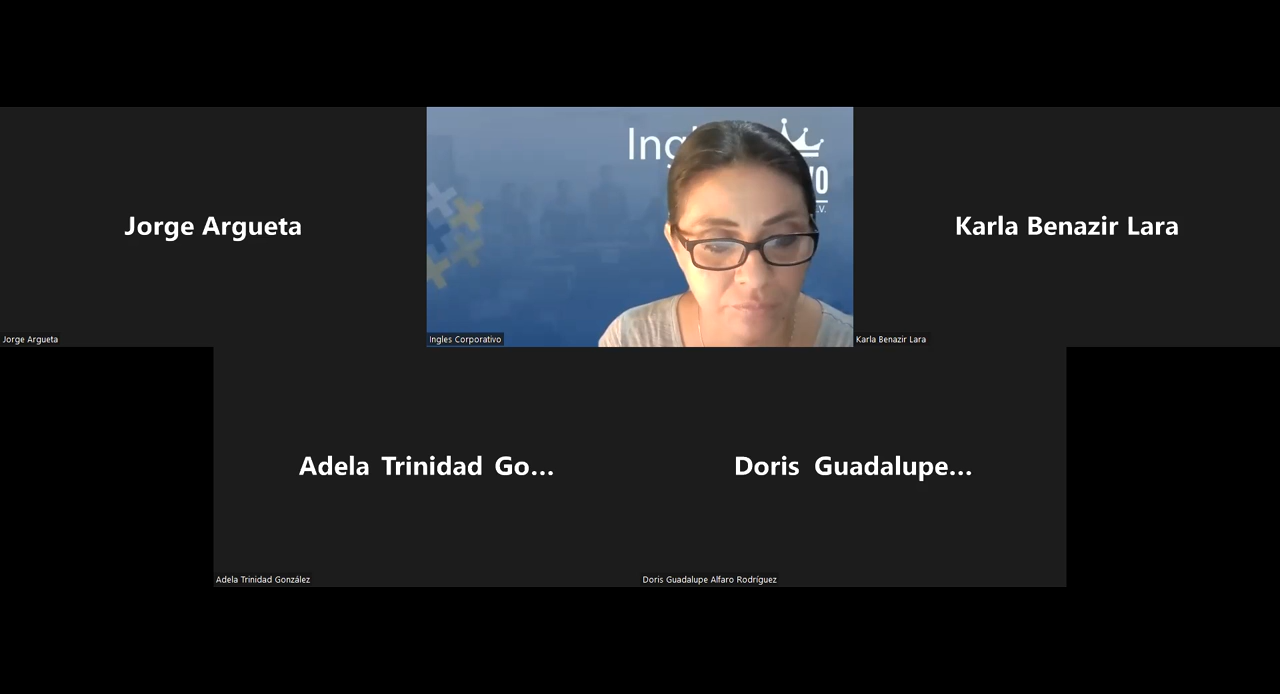 Jorge Argueta
Karla Benazir Lara
Jorge Argueta
Ingles Corporativo
Karla Benazir Lara
Adela Trinidad Go...
Doris Guadalupe...
Adela Trinidad González
Doris Guadalupe Alfaro Rodríguez